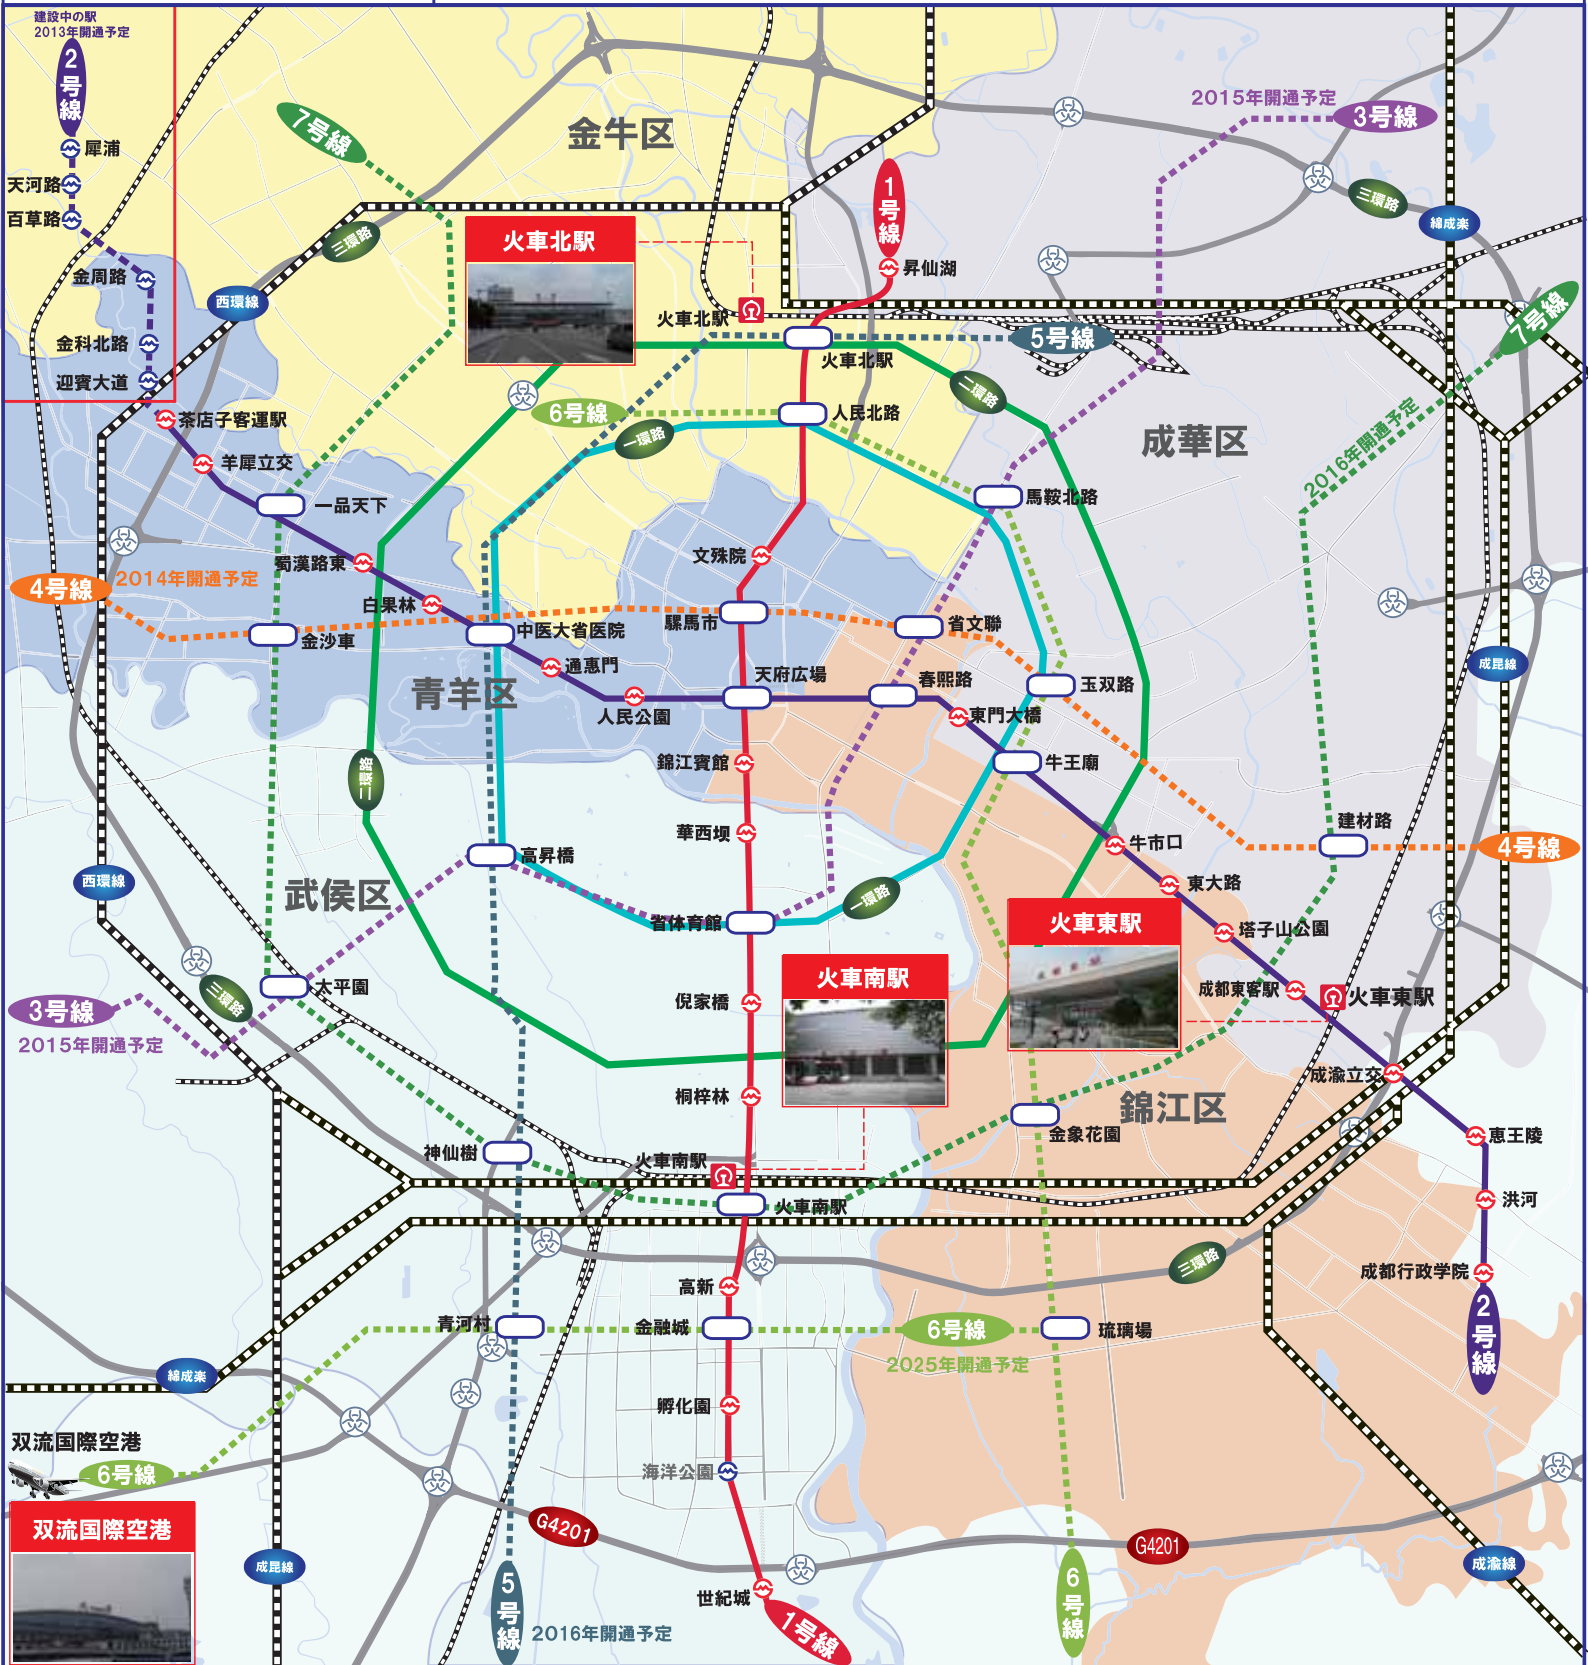 建設中の駅
2013年開通予定
2号線
犀浦
天河路
百草路
金周路
金科北路
迎賓大道
7号線
金牛区
三環路
西環線
火車北駅
火車北駅
火車北駅
1号線
昇仙湖
2015年開通予定
3号線
三環路
綿成楽
5号線
7号線
2016年開通予定
二環路
6号線
一環路
人民北路
成華区
馬鞍北路
茶店子客運駅
羊犀立交
一品天下
蜀漢路東
白果林
4号線
2014年開通予定
金沙車
中医大省医院
通惠門
人民公園
青羊区
文殊院
騾馬市
天府広場
省文聯
春熙路
東門大橋
玉双路
牛王廟
成昆線
錦江賓館
華西坝
二環路
高昇橋
武侯区
西環線
省体育館
一環路
牛市口
建材路
4号線
東大路
塔子山公園
成都東客駅
火車東駅
火車東駅
火車南駅
倪家橋
三環路
太平園
3号線
2015年開通予定
桐梓林
成渝立交
錦江区
金象花園
恵王陵
神仙樹
火車南駅
火車南駅
洪河
三環路
成都行政学院
2号線
高新
青河村
金融城
6号線
2025年開通予定
琉璃場
綿成楽
孵化園
双流国際空港
6号線
海洋公園
双流国際空港
G4201
G4201
成昆線
5号線
2016年開通予定
世紀城
1号線
6号線
成渝線